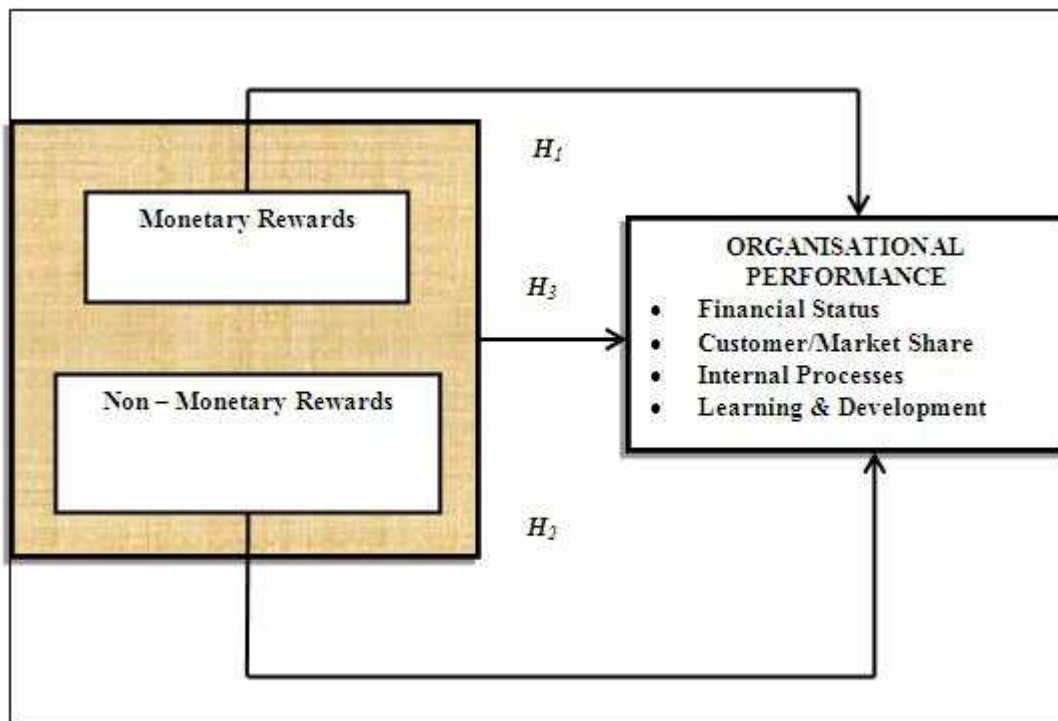 H₁
Monetary Rewards
H₃
Non – Monetary Rewards
H₂
ORGANISATIONAL
PERFORMANCE
• Financial Status
• Customer/Market Share
• Internal Processes
• Learning & Development